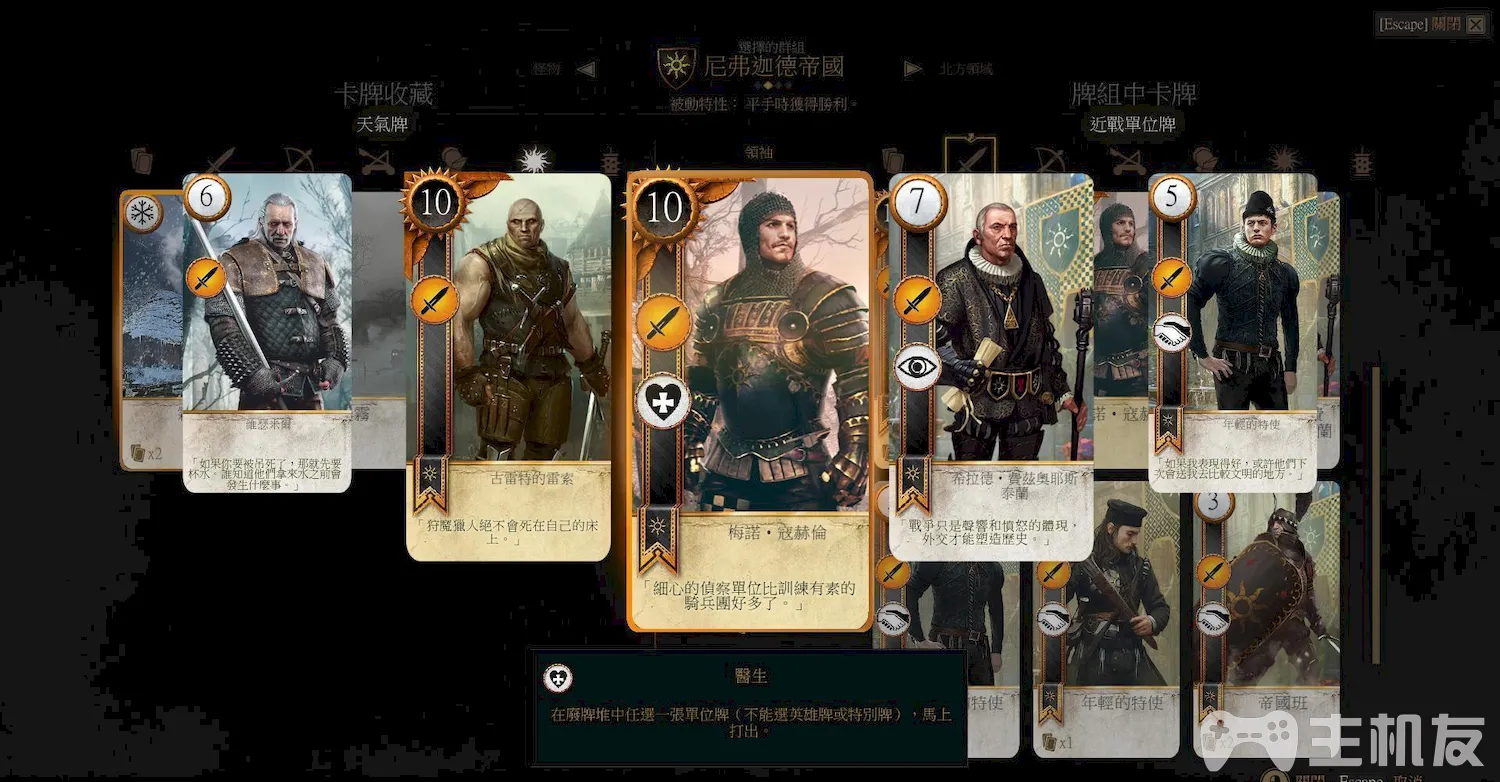 [Escape] 關閉
選擇的群組
怪物
尼弗迦德帝國
北方領域
被動特性： 平手時獲得勝利。
卡牌收藏
天氣牌
牌組中卡牌
近戰單位牌
領袖
6
維瑟米爾
「如果你要被吊死了，那就先要
杯水。誰知道他們拿來水之前會
發生什麼事。」
x2
霧
10
古雷特的雷索
「狩魔獵人絕不會死在自己的床
上。」
10
梅諾・寇赫倫
「細心的偵察單位比訓練有素的
騎兵團好多了。」
7
希拉德・費茲奧耶斯
泰蘭
「戰爭只是聲響和憤怒的體現，
外交才能塑造歷史。」
5
年輕的特使
「如果我表現得好，或許他們下
次會送我去比較文明的地方。」
諾・寇赫
蘭
3
特使
年輕的特使
x1
帝國班
x2
醫生
在廢牌堆中任選一張單位牌（不能選英雄牌或特別牌），馬上
打出。
主机友
關閉 Escape 取消